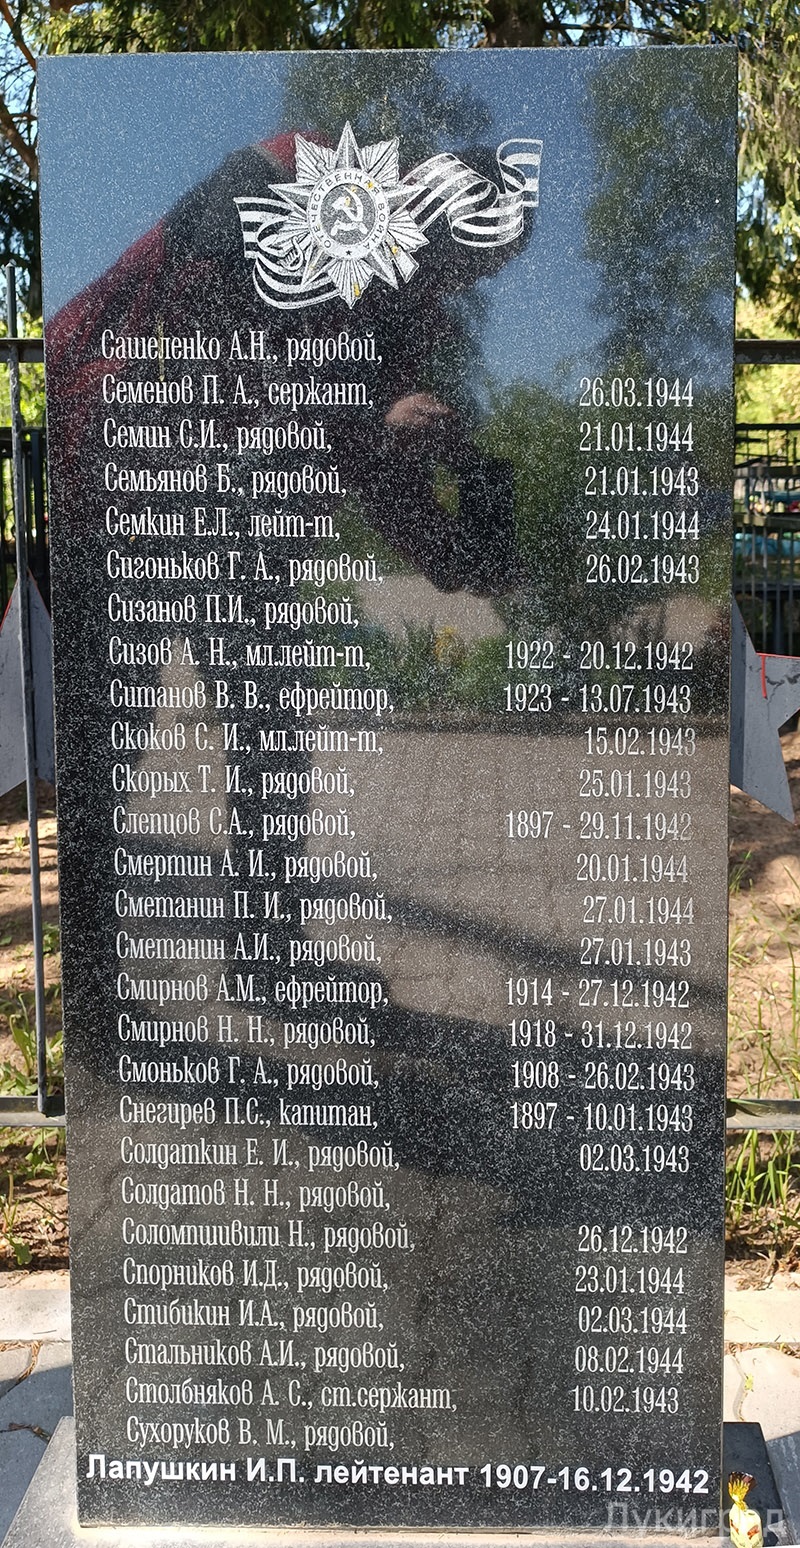 ОТЕЧЕСТВЕННАЯ ВОЙНА
Сашеленко А.Н., рядовой,
Семенов П. А., сержант, 26.03.1944
Семин С.И., рядовой, 21.01.1944
Семьянов Б., рядовой, 21.01.1943
Семкин Е.Л., лейт-т, 24.01.1944
Сигоньков Г. А., рядовой, 26.02.1943
Сизанов П.И., рядовой,
Сизов А. Н., мл.лейт-т, 1922 - 20.12.1942
Ситанов В. В., ефрейтор, 1923 - 13.07.1943
Скоков С. И., мл.лейт-т, 15.02.1943
Скорых Т. И., рядовой, 25.01.1943
Слепцов С.А., рядовой, 1897 - 29.11.1942
Смертин А. И., рядовой, 20.01.1944
Сметанин П. И., рядовой, 27.01.1944
Сметанин А.И., рядовой, 27.01.1943
Смирнов А.М., ефрейтор, 1914 - 27.12.1942
Смирнов Н. Н., рядовой, 1918 - 31.12.1942
Смоньков Г. А., рядовой, 1908 - 26.02.1943
Снегирев П.С., капитан, 1897 - 10.01.1943
Солдаткин Е. И., рядовой, 02.03.1943
Солдатов Н. Н., рядовой,
Соломпшивили Н., рядовой, 26.12.1942
Спорников И.Д., рядовой, 23.01.1944
Стибикин И.А., рядовой, 02.03.1944
Стальников А.И., рядовой, 08.02.1944
Столбняков А. С., ст.сержант, 10.02.1943
Сухоруков В. М., рядовой,
Лапушкин И.П. лейтенант 1907-16.12.1942
Лукиград